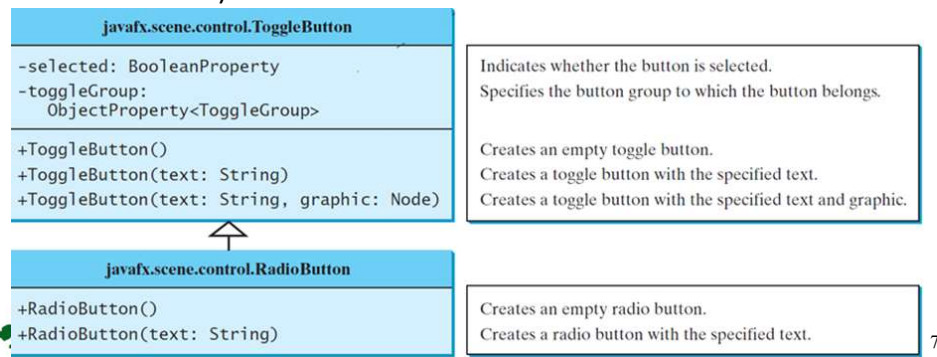 javafx.scene.control.ToggleButton
-selected: BooleanProperty
-toggleGroup:
ObjectProperty<ToggleGroup>
+ToggleButton()
+ToggleButton(text: String)
+ToggleButton(text: String, graphic: Node)
Indicates whether the button is selected.
Specifies the button group to which the button belongs.
Creates an empty toggle button.
Creates a toggle button with the specified text.
Creates a toggle button with the specified text and graphic.
javafx.scene.control.RadioButton
+RadioButton()
+RadioButton(text: String)
Creates an empty radio button.
Creates a radio button with the specified text.
7